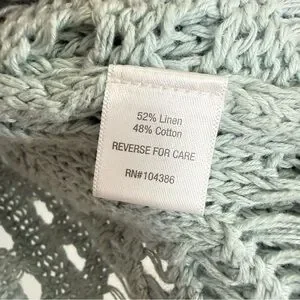 52% Linen
48% Cotton
REVERSE FOR CARE
RN#104386